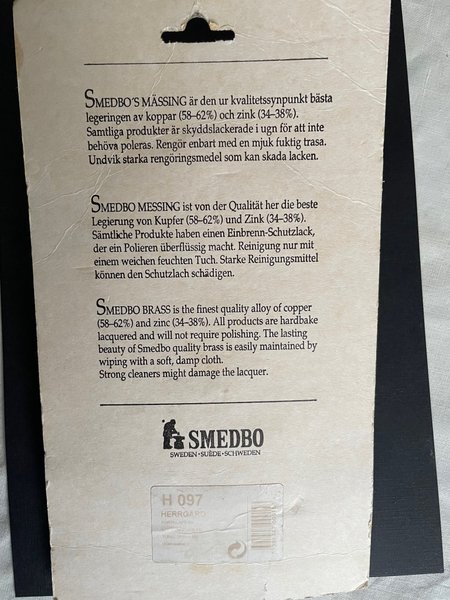 SMEDBO'S MÄSSING är den ur kvalitetssynpunkt bästa
legeringen av koppar (58–62%) och zink (34–38%).
Samtliga produkter är skyddslackerade i ugn för att inte
behöva poleras. Rengör enbart med en mjuk fuktig trasa.
Undvik starka rengöringsmedel som kan skada lacken.
SMEDBO MESSING ist von der Qualität her die beste
Legierung von Kupfer (58–62%) und Zink (34–38%).
Sämtliche Produkte haben einen Einbrenn-Schutzlack,
der ein Polieren überflüssig macht. Reinigung nur mit
einem weichen feuchten Tuch. Starke Reinigungsmittel
können den Schutzlach schädigen.
SMEDBO BRASS is the finest quality alloy of copper
(58–62%) and zinc (34–38%). All products are hardbake
lacquered and will not require polishing. The lasting
beauty of Smedbo quality brass is easily maintained by
wiping with a soft, damp cloth.
Strong cleaners might damage the lacquer.
SMEDBO
SWEDEN·SUÈDE·SCHWEDEN
H 097
HERRGÅRD